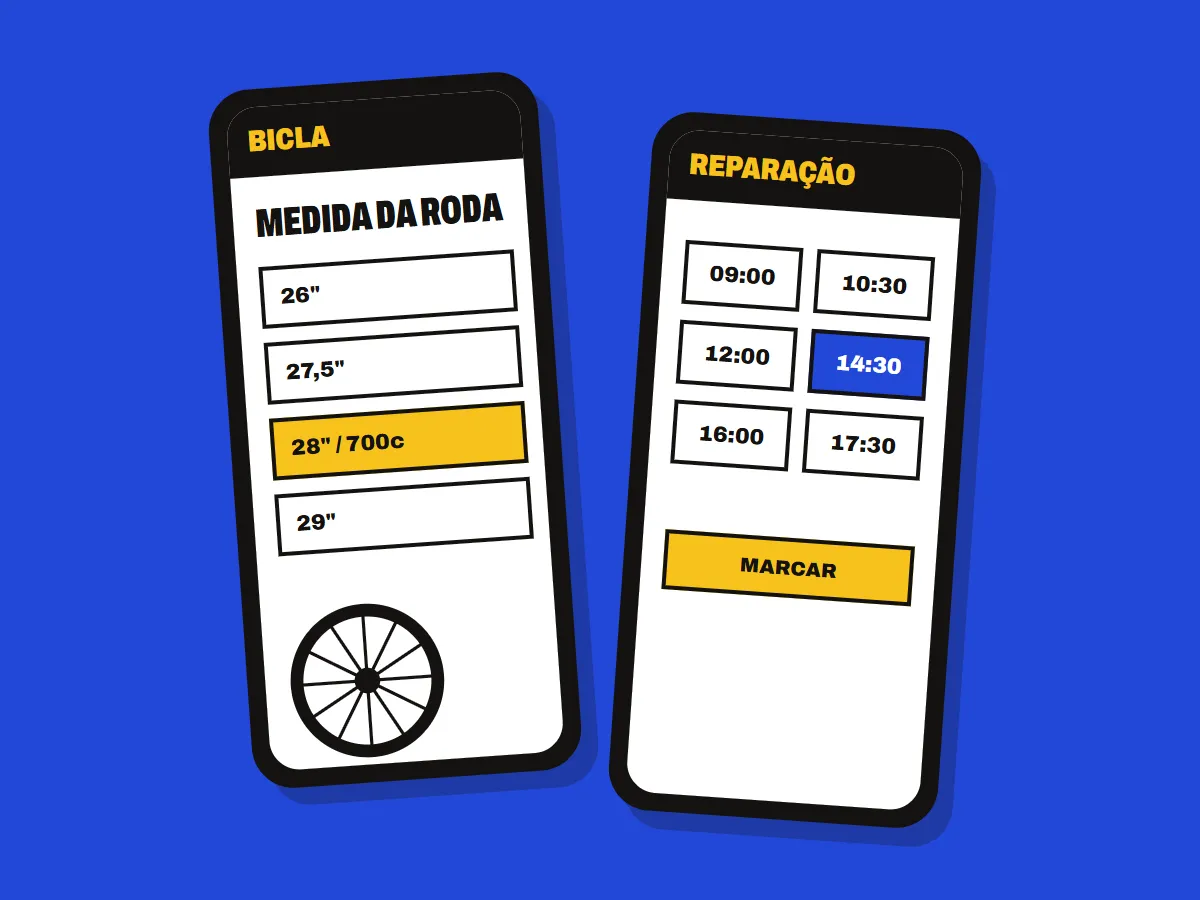 BICLA
MEDIDA DA RODA
26"
27,5"
28" / 700c
29"
REPARAÇÃO
09:00
10:30
12:00
14:30
16:00
17:30
MARCAR